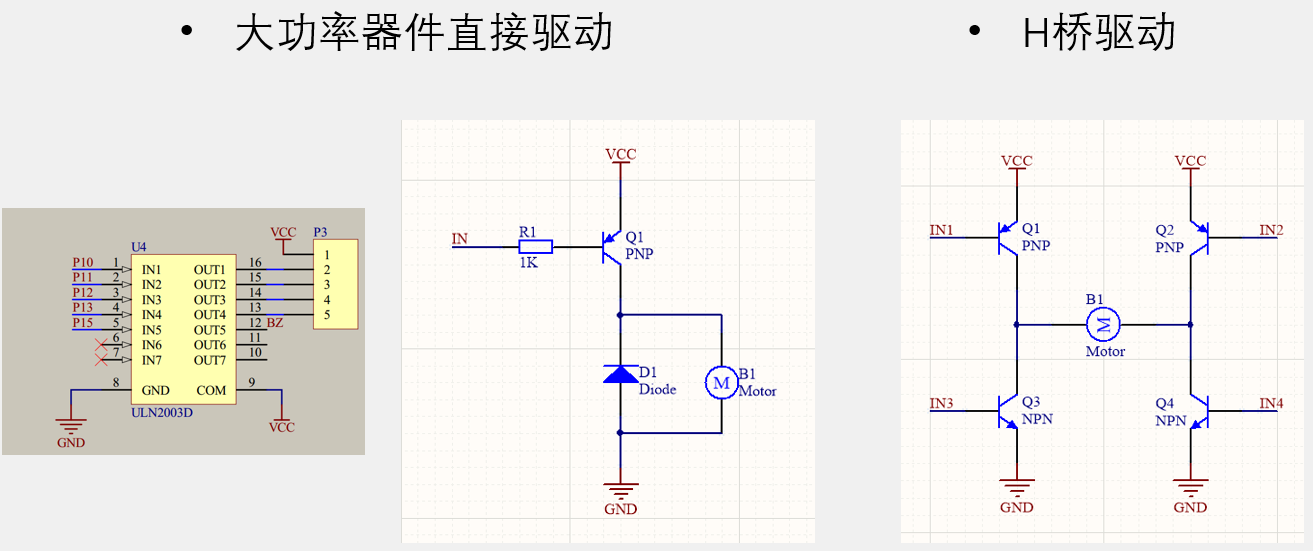 • 大功率器件直接驱动
• H桥驱动
U4
P10 1 IN1 OUT1 16
P11 2 IN2 OUT2 15
P12 3 IN3 OUT3 14
P13 4 IN4 OUT4 13
P15 5 IN5 OUT5 12 BZ
6 IN6 OUT6 11
7 IN7 OUT7 10
8 GND COM 9
ULN2003D
GND
VCC
VCC
P3
1
2
3
4
5
VCC
IN
R1
1K
Q1
PNP
D1
Diode
M
B1
Motor
GND
VCC
VCC
IN1
Q1
PNP
Q2
PNP
IN2
B1
M
Motor
IN3
Q3
NPN
Q4
NPN
IN4
GND
GND